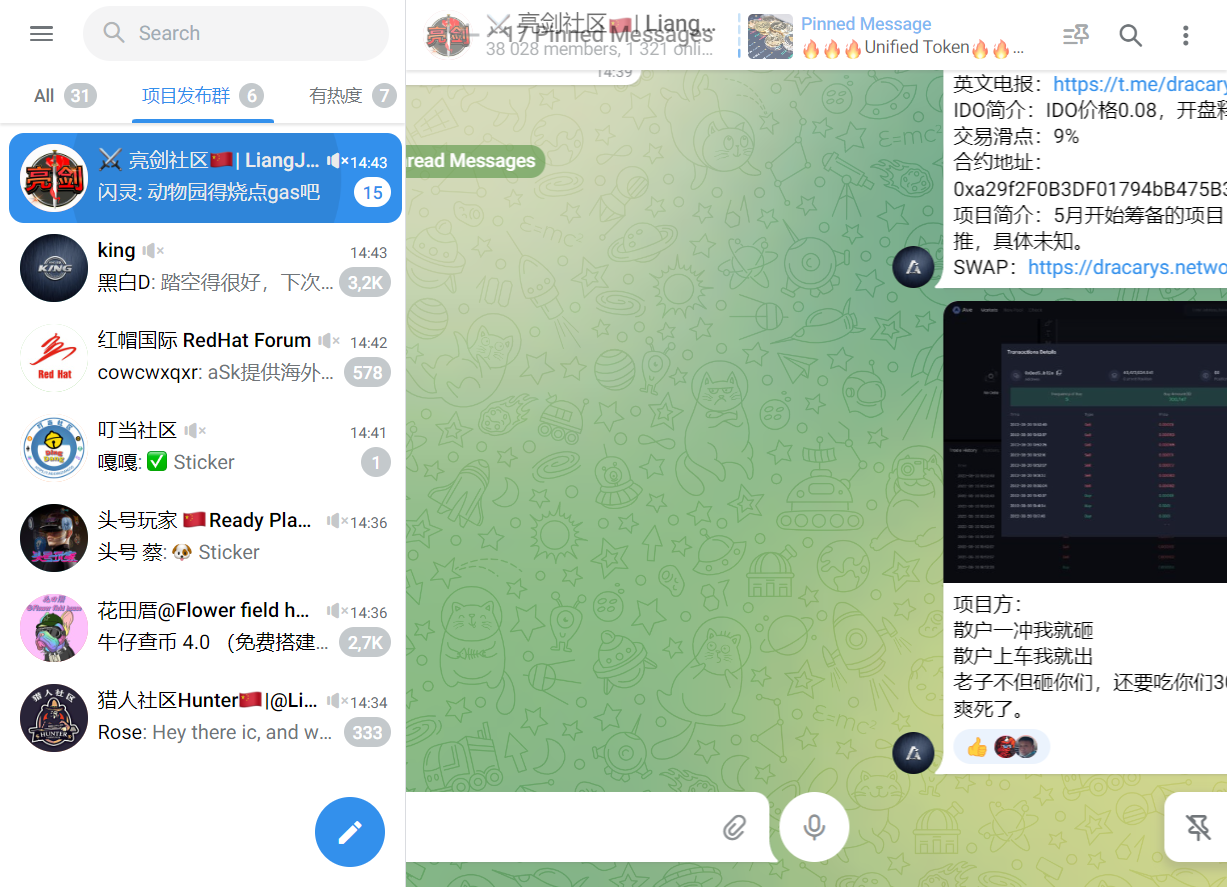 Search
All 31
项目发布群 6
有热度 7
⚔ 亮剑社区🇨🇳| LiangJ... 14:43
闪灵: 动物园得烧点gas吧 15
king 14:43
黑白D: 踏空得很好，下次... 3,2K
红帽国际 RedHat Forum 14:42
cowcwxqxr: aSk提供海外... 578
叮当社区 14:41
嘎嘎: ✅ Sticker 1
头号玩家 🇨🇳Ready Pla... 14:36
头号 蔡: 🐶 Sticker
花田厝@Flower field h... 14:36
牛仔查币 4.0 （免费搭建... 2,7K
猎人社区Hunter🇨🇳|@Li... 14:34
Rose: Hey there ic, and w... 333
亮剑
KING
Red Hat
HUNTER
⚔ 亮剑社区🇨🇳| Liang...
17 Pinned Messages
38 028 members, 1 321 onli...
Pinned Message
🔥🔥🔥Unified Token🔥🔥...
14:39
read Messages
英文电报：https://t.me/dracary
IDO简介：IDO价格0.08，开盘释
交易滑点：9%
合约地址：
0xa29f2F0B3DF01794bB475B3
项目简介：5月开始筹备的项目
推，具体未知。
SWAP：https://dracarys.netwo
Transactions Details
项目方：
散户一冲我就砸
散户上车我就出
老子不但砸你们，还要吃你们30
爽死了。